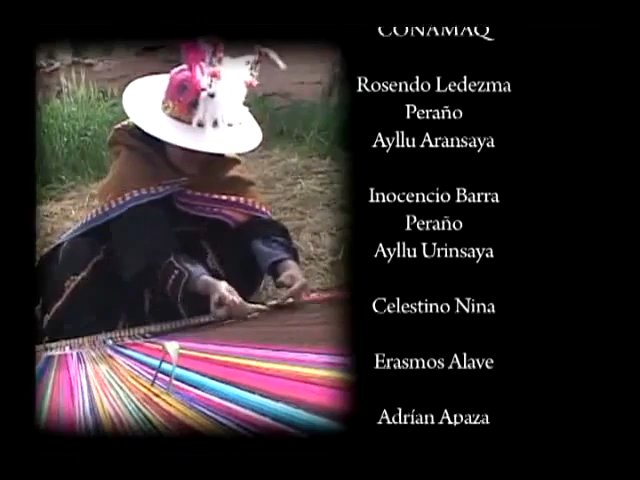 CONAMAQ
Rosendo Ledezma
Peraño
Ayllu Aransaya
Inocencio Barra
Peraño
Ayllu Urinsaya
Celestino Nina
Erasmos Alave
Adrían Apaza